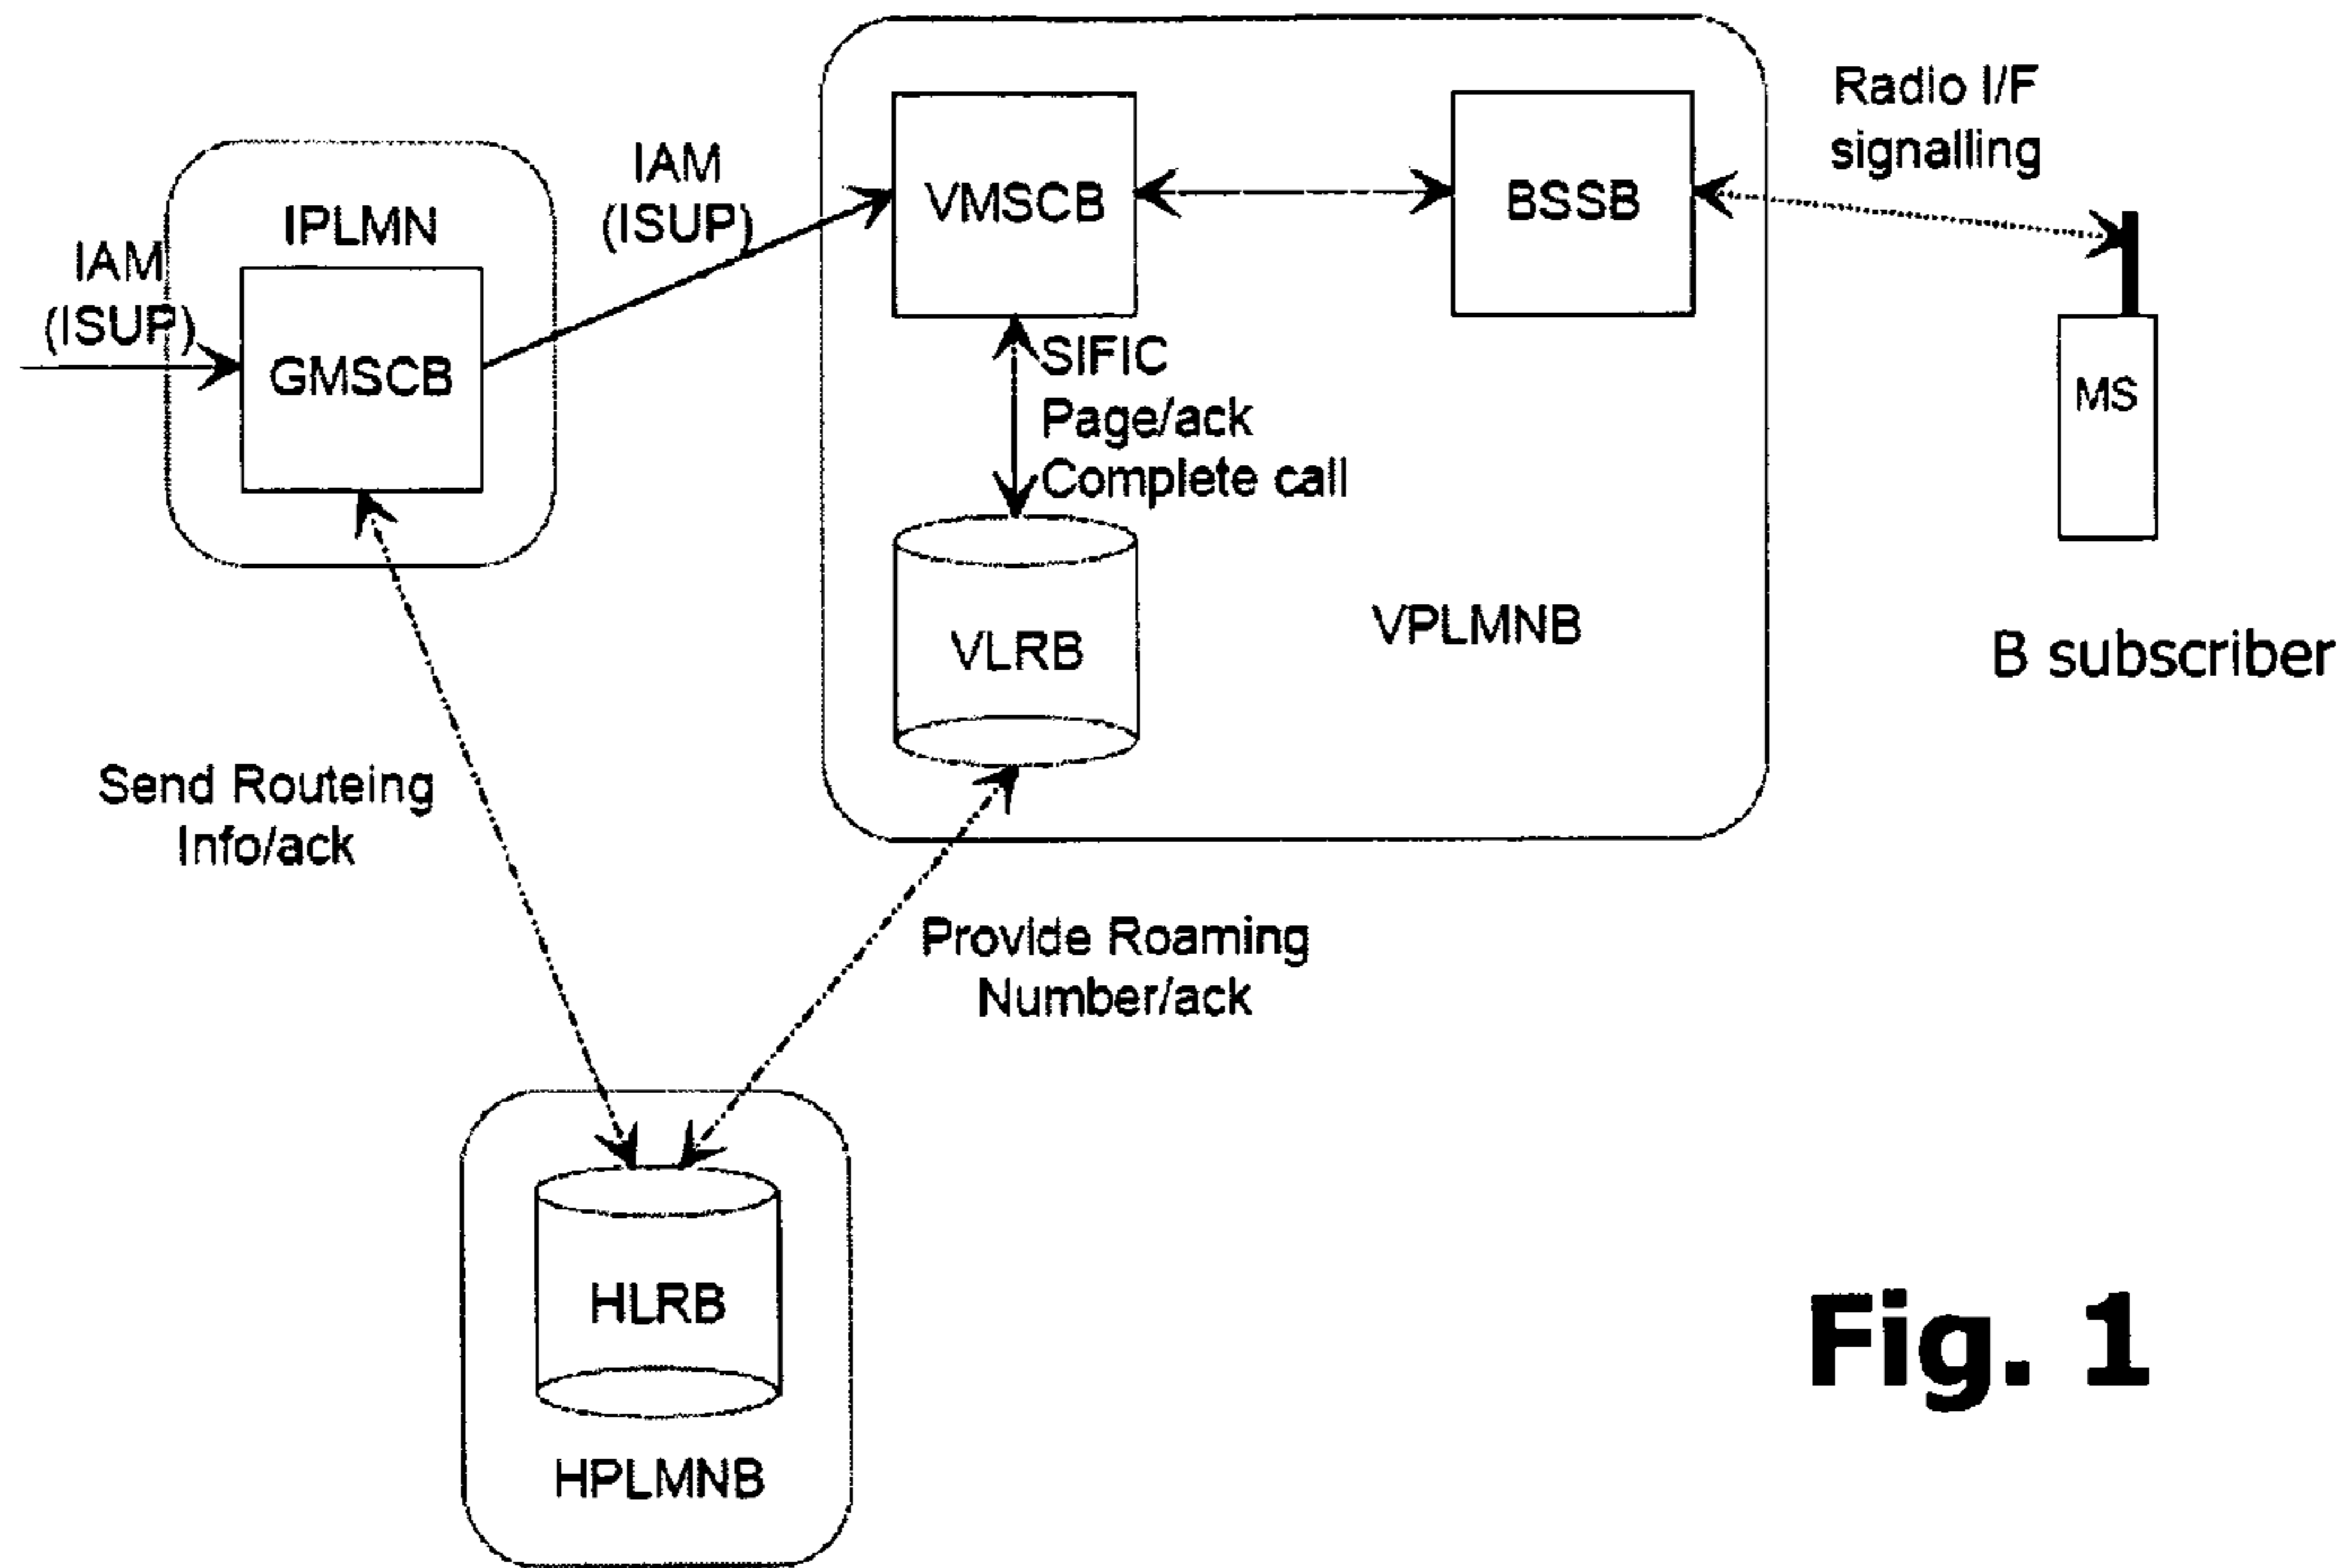 Radio I/F
signalling
IAM
(ISUP)
VMSCB
BSSB
IPLMN
IAM
(ISUP)
GMSCB
SIFIC
Page/ack
Complete call
MS
VLRB
VPLMNB
B subscriber
Send Routeing
Info/ack
Provide Roaming
Number/ack
HLRB
HPLMNB
Fig. 1